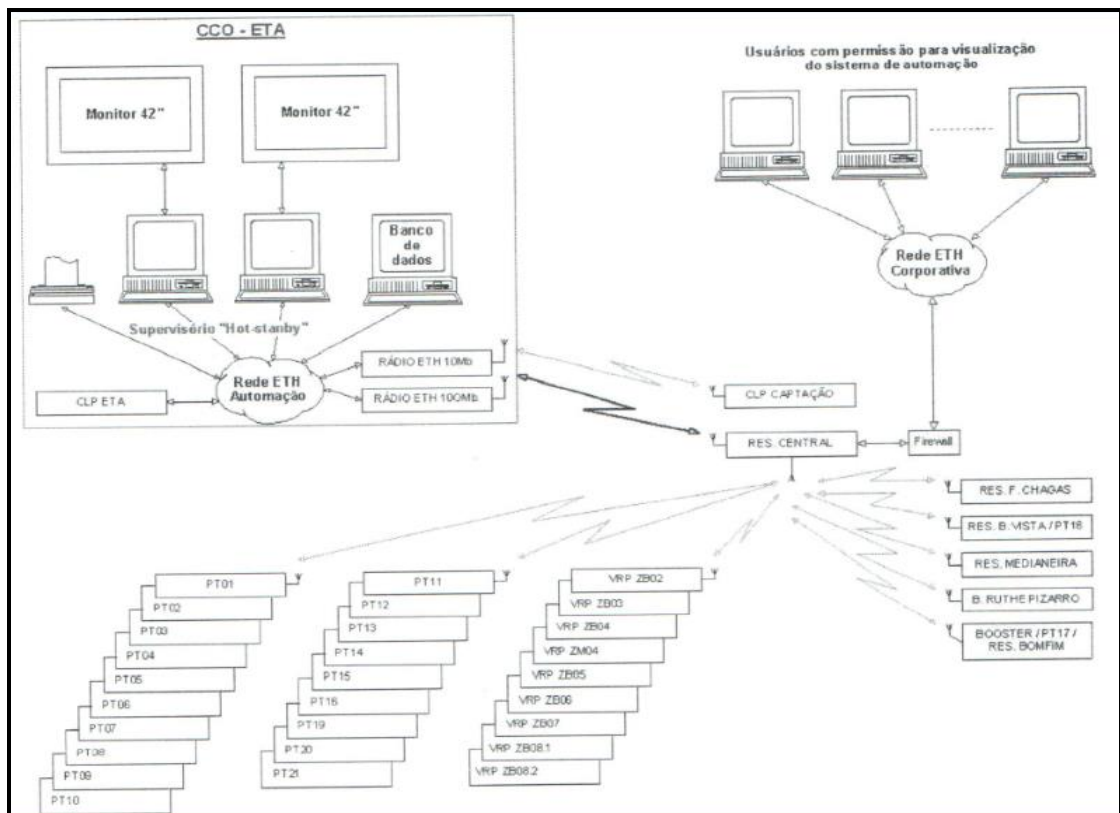 CCO - ETA
Monitor 42"
Monitor 42"
Banco
de
dados
Supervisório "Hot-stanby"
Rede ETH
Automação
CLP ETA
RÁDIO ETH 10Mb
RÁDIO ETH 100Mb
Usuários com permissão para visualização
do sistema de automação
Rede ETH
Corporativa
Firewall
CLP CAPTAÇÃO
RES. CENTRAL
RES. F. CHAGAS
RES. B. VISTA / PT18
RES. MEDIANEIRA
B. RUTHE PIZARRO
BOOSTER / PT17 /
RES. BOMFIM
PT01
PT02
PT03
PT04
PT05
PT06
PT07
PT08
PT09
PT10
PT11
PT12
PT13
PT14
PT15
PT16
PT19
PT20
PT21
VRP ZB02
VRP ZB03
VRP ZB04
VRP ZM04
VRP ZB05
VRP ZB06
VRP ZB07
VRP ZB08.1
VRP ZB08.2